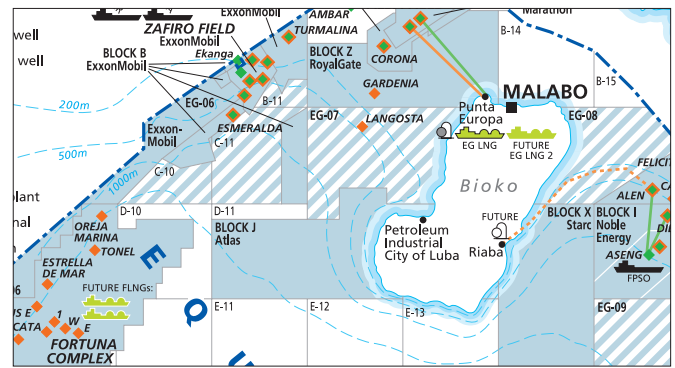 well
well
ZAFIRO FIELD
ExxonMobil
ExxonMobil
AMBAR
TURMALINA
Ekanga
BLOCK B
ExxonMobil
BLOCK Z
RoyalGate
CORONA
Marathon
B-14
B-15
GARDENIA
200m
EG-06
B-11
Exxon-
Mobil
ESMERALDA
C-11
EG-07
LANGOSTA
Punta
Europa
MALABO
EG-08
EG LNG
FUTURE
EG LNG 2
500m
1000m
C-10
Bioko
ALEN
plant
D-10
D-11
OREJA
MARINA
TONEL
BLOCK J
Atlas
Petroleum
Industrial
City of Luba
FUTURE
Riaba
BLOCK X
Starc
BLOCK I
Noble
Energy
ASENG
FPSO
ESTRELLA
DE MAR
FUTURE FLNGs:
E
Q
E-11
E-12
E-13
EG-09
1
W
E
FORTUNA
COMPLEX